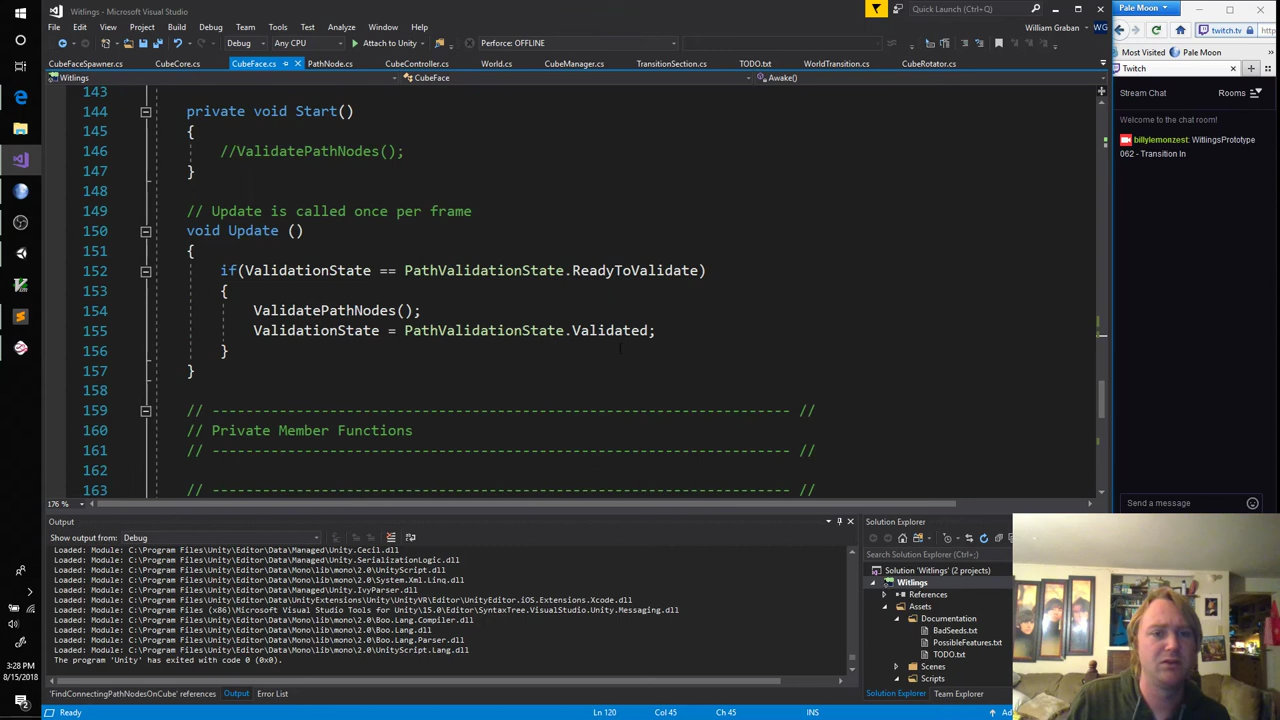 Witlings - Microsoft Visual Studio
Quick Launch (Ctrl+Q)
File Edit View Project Build Debug Team Tools Test Analyze Window Help
William Graban WG
Debug Any CPU Attach to Unity Perforce: OFFLINE
CubeFaceSpawner.cs CubeCore.cs CubeFace.cs PathNode.cs CubeController.cs World.cs CubeManager.cs TransitionSection.cs TODO.txt WorldTransition.cs CubeRotator.cs
Witlings CubeFace Awake()
143
144 private void Start()
145 {
146 //ValidatePathNodes();
147 }
148
149 // Update is called once per frame
150 void Update ()
151 {
152 if(ValidationState == PathValidationState.ReadyToValidate)
153 {
154 ValidatePathNodes();
155 ValidationState = PathValidationState.Validated;
156 }
157 }
158
159 // --------------------------------------------------------------------- //
160 // Private Member Functions
161 // --------------------------------------------------------------------- //
162
163 // --------------------------------------------------------------------- //
176 %
Output
Show output from: Debug
Loaded: Module: C:\Program Files\Unity\Editor\Data\Managed\Unity.Cecil.dll
Loaded: Module: C:\Program Files\Unity\Editor\Data\Managed\Unity.SerializationLogic.dll
Loaded: Module: C:\Program Files\Unity\Editor\Data\Mono\lib\mono\2.0\UnityScript.dll
Loaded: Module: C:\Program Files\Unity\Editor\Data\Mono\lib\mono\2.0\System.Xml.Linq.dll
Loaded: Module: C:\Program Files\Unity\Editor\Data\Managed\Unity.IvyParser.dll
Loaded: Module: C:\Program Files\Unity\Editor\Data\UnityExtensions\Unity\UnityVR\Editor\UnityEditor.iOS.Extensions.Xcode.dll
Loaded: Module: C:\Program Files (x86)\Microsoft Visual Studio Tools for Unity\15.0\Editor\SyntaxTree.VisualStudio.Unity.Messaging.dll
Loaded: Module: C:\Program Files\Unity\Editor\Data\Mono\lib\mono\2.0\Boo.Lang.Compiler.dll
Loaded: Module: C:\Program Files\Unity\Editor\Data\Mono\lib\mono\2.0\Boo.Lang.dll
Loaded: Module: C:\Program Files\Unity\Editor\Data\Mono\lib\mono\2.0\Boo.Lang.Parser.dll
Loaded: Module: C:\Program Files\Unity\Editor\Data\Mono\lib\mono\2.0\UnityScript.Lang.dll
The program 'Unity' has exited with code 0 (0x0).
'FindConnectingPathNodesOnCube' references Output Error List
Ready Ln 120 Col 45 Ch 45 INS
Solution Explorer
Search Solution Explorer (Ctrl+;)
Solution 'Witlings' (2 projects)
Witlings
References
Assets
Documentation
BadSeeds.txt
PossibleFeatures.txt
TODO.txt
Scenes
Scripts
Solution Explorer Team Explorer
Pale Moon
twitch.tv
Most Visited Pale Moon
Twitch
Stream Chat Rooms
Welcome to the chat room!
billylemonzest: WitlingsPrototype
062 - Transition In
Send a message
3:28 PM
8/15/2018
2